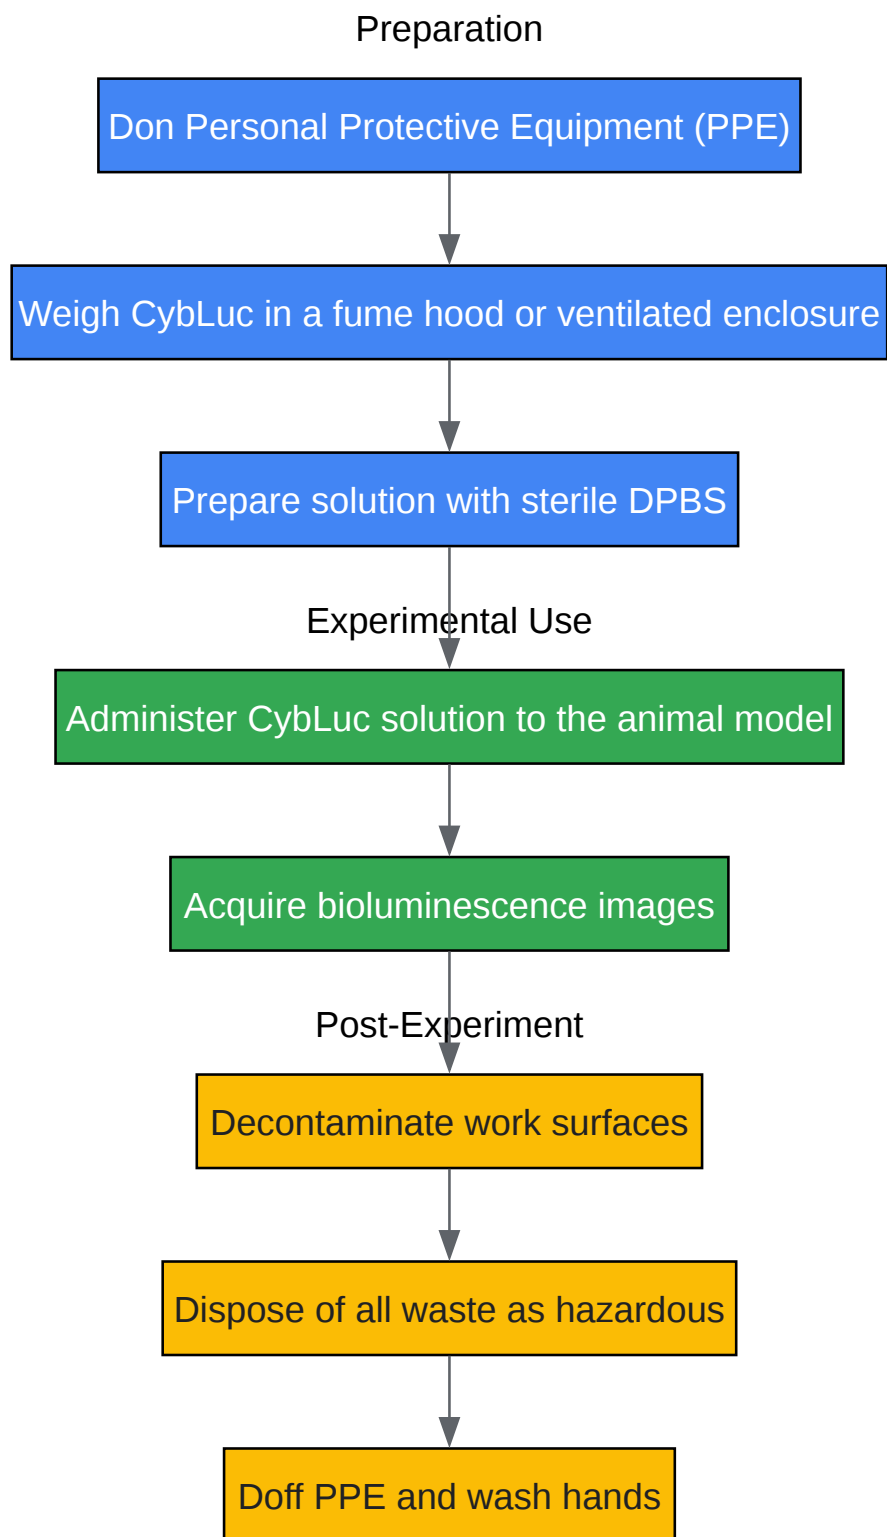 Preparation
Don Personal Protective Equipment (PPE)
Weigh CybLuc in a fume hood or ventilated enclosure
Prepare solution with sterile DPBS
Experimental Use
Administer CybLuc solution to the animal model
Acquire bioluminescence images
Post-Experiment
Decontaminate work surfaces
Dispose of all waste as hazardous
Doff PPE and wash hands